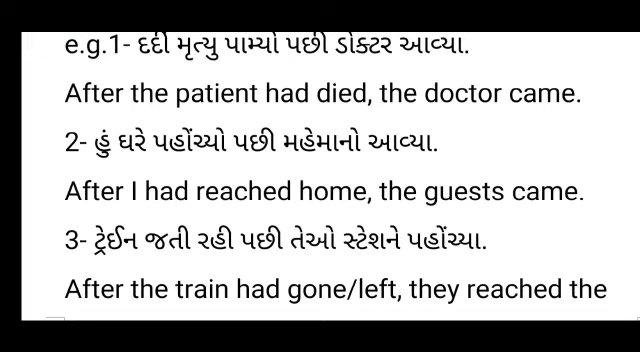 e.g.1- દર્દી મૃત્યુ પામ્યો પછી ડોક્ટર આવ્યા.
After the patient had died, the doctor came.
2- હું ઘરે પહોંચ્યો પછી મહેમાનો આવ્યા.
After I had reached home, the guests came.
3- ટ્રેઈન જતી રહી પછી તેઓ સ્ટેશને પહોંચ્યા.
After the train had gone/left, they reached the